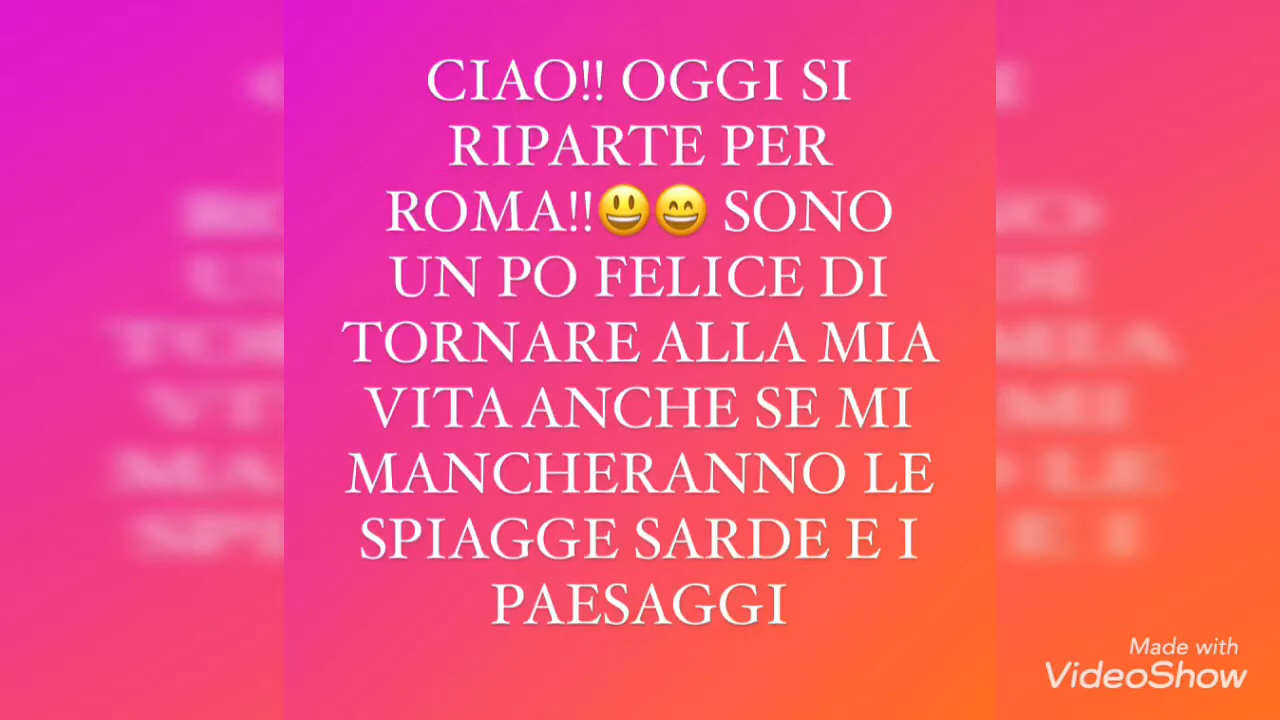 CIAO!! OGGI SI
RIPARTE PER
ROMA!!😃😄 SONO
UN PO FELICE DI
TORNARE ALLA MIA
VITA ANCHE SE MI
MANCHERANNO LE
SPIAGGE SARDE E I
PAESAGGI
Made with
VideoShow